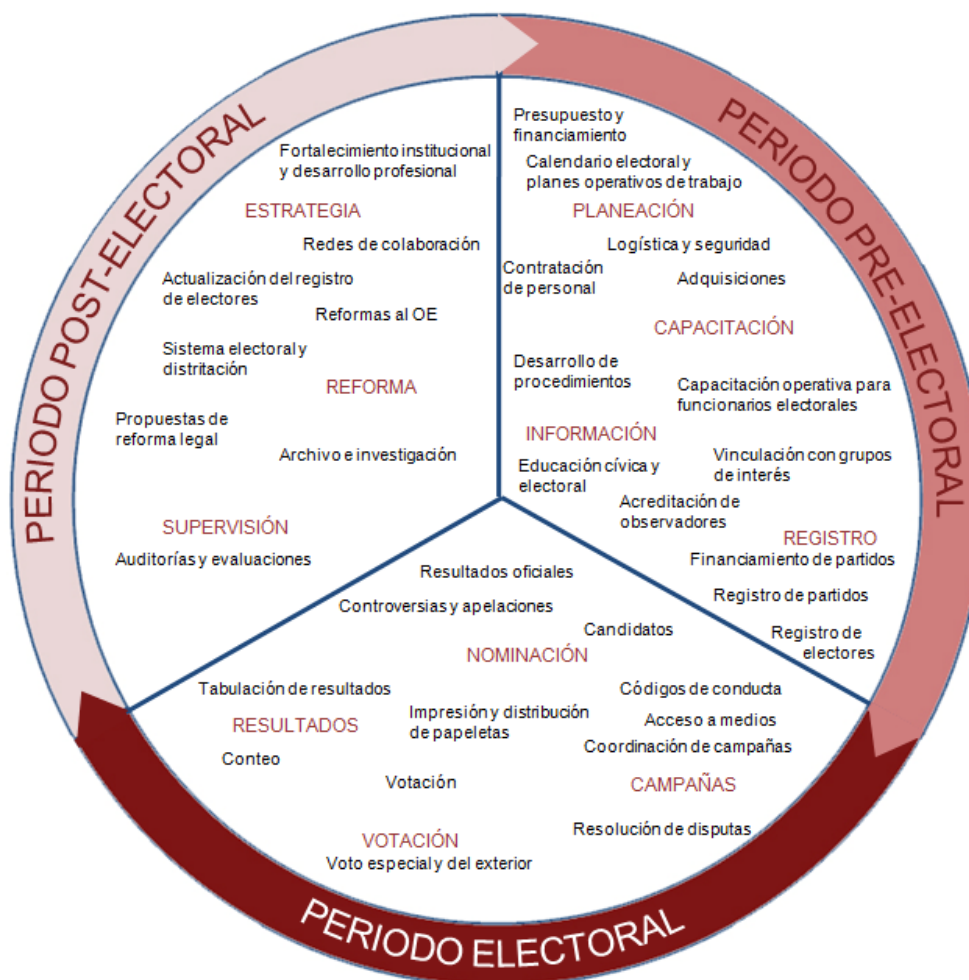 PERIODO PRE-ELECTORAL
Presupuesto y
financiamiento
Calendario electoral y
planes operativos de trabajo
PLANEACIÓN
Logística y seguridad
Contratación
de personal
Adquisiciones
CAPACITACIÓN
Desarrollo de
procedimientos
Capacitación operativa para
funcionarios electorales
INFORMACIÓN
Vinculación con grupos
de interés
Educación cívica y
electoral
Acreditación de
observadores
REGISTRO
Financiamiento de partidos
Registro de partidos
Registro de
electores
PERIODO ELECTORAL
Resultados oficiales
Controversias y apelaciones
Candidatos
NOMINACIÓN
Tabulación de resultados
Códigos de conducta
RESULTADOS
Impresión y distribución
de papeletas
Acceso a medios
Coordinación de campañas
Conteo
Votación
CAMPAÑAS
Resolución de disputas
VOTACIÓN
Voto especial y del exterior
PERIODO POST-ELECTORAL
Fortalecimiento institucional
y desarrollo profesional
ESTRATEGIA
Redes de colaboración
Actualización del registro
de electores
Reformas al OE
Sistema electoral y
distritación
REFORMA
Propuestas de
reforma legal
Archivo e investigación
SUPERVISIÓN
Auditorías y evaluaciones